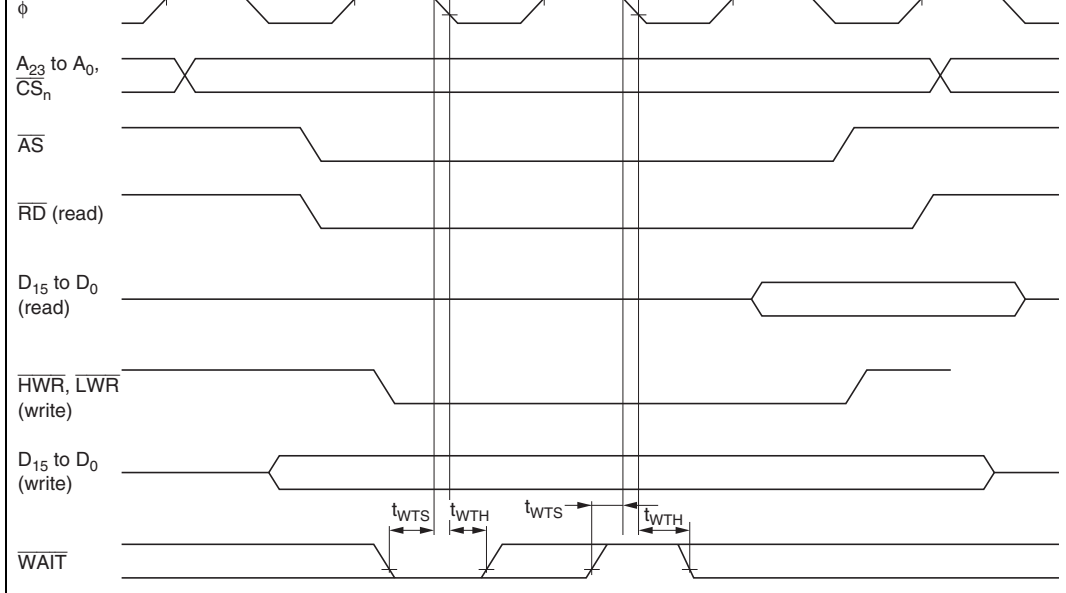 ϕ
A23 to A0,
CSn
AS
RD (read)
D15 to D0
(read)
HWR, LWR
(write)
D15 to D0
(write)
tWTS tWTH tWTS tWTH
WAIT